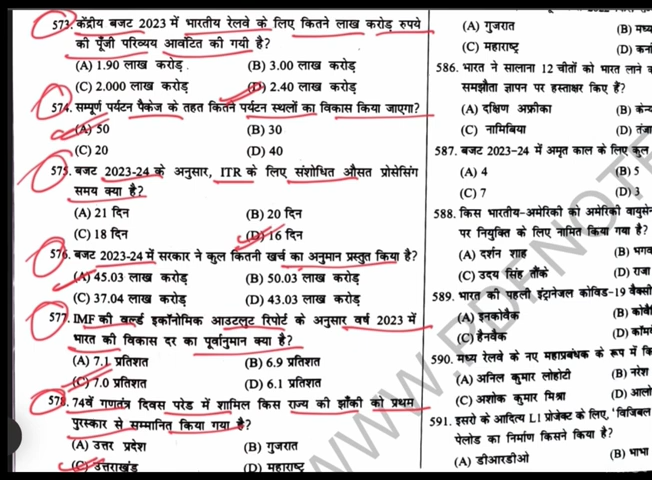 573. केंद्रीय बजट 2023 में भारतीय रेलवे के लिए कितने लाख करोड़ रुपये
की पूँजी परिव्यय आवंटित की गयी है?
(A) 1.90 लाख करोड़ (B) 3.00 लाख करोड़
(C) 2.000 लाख करोड़ (D) 2.40 लाख करोड़
574. सम्पूर्ण पर्यटन पैकेज के तहत कितने पर्यटन स्थलों का विकास किया जाएगा?
(A) 50 (B) 30
(C) 20 (D) 40
575. बजट 2023-24 के अनुसार, ITR के लिए संशोधित औसत प्रोसेसिंग
समय क्या है?
(A) 21 दिन (B) 20 दिन
(C) 18 दिन (D) 16 दिन
576. बजट 2023-24 में सरकार ने कुल कितनी खर्च का अनुमान प्रस्तुत किया है?
(A) 45.03 लाख करोड़ (B) 50.03 लाख करोड़
(C) 37.04 लाख करोड़ (D) 43.03 लाख करोड़
577. IMF की वर्ल्ड इकॉनोमिक आउटलुट रिपोर्ट के अनुसार वर्ष 2023 में
भारत की विकास दर का पूर्वानुमान क्या है?
(A) 7.1 प्रतिशत (B) 6.9 प्रतिशत
(C) 7.0 प्रतिशत (D) 6.1 प्रतिशत
578. 74वें गणतंत्र दिवस परेड में शामिल किस राज्य की झाँकी को प्रथम
पुरस्कार से सम्मानित किया गया है?
(A) उत्तर प्रदेश (B) गुजरात
(C) उत्तराखंड (D) महाराष्ट्र
(A) गुजरात (B) मध्य
(C) महाराष्ट्र (D) कर्ना
586. भारत ने सालाना 12 चीतों को भारत लाने
समझौता ज्ञापन पर हस्ताक्षर किए हैं?
(A) दक्षिण अफ्रीका (B) केन्य
(C) नामिबिया (D) तंजा
587. बजट 2023-24 में अमृत काल के लिए कुल
(A) 4 (B) 5
(C) 7 (D) 3
588. किस भारतीय-अमेरिकी को अमेरिकी वायुसेन
पर नियुक्ति के लिए नामित किया गया है?
(A) दर्शन शाह (B) भगव
(C) उदय सिंह तौंके (D) राजा
589. भारत की पहली इंट्रानेजल कोविड-19 वैक्सी
(A) इनकोवैक (B) कोवै
(C) हैनवैक (D) कॉम
590. मध्य रेलवे के नए महाप्रबंधक के रूप में कि
(A) अनिल कुमार लोहोटी (B) नरेश
(C) अशोक कुमार मिश्रा (D) आलो
591. इसरो के आदित्य L1 प्रोजेक्ट के लिए, 'विजिबल
पेलोड का निर्माण किसने किया है?
(A) डीआरडीओ (B) भाभा
WWW.PDFNOTE